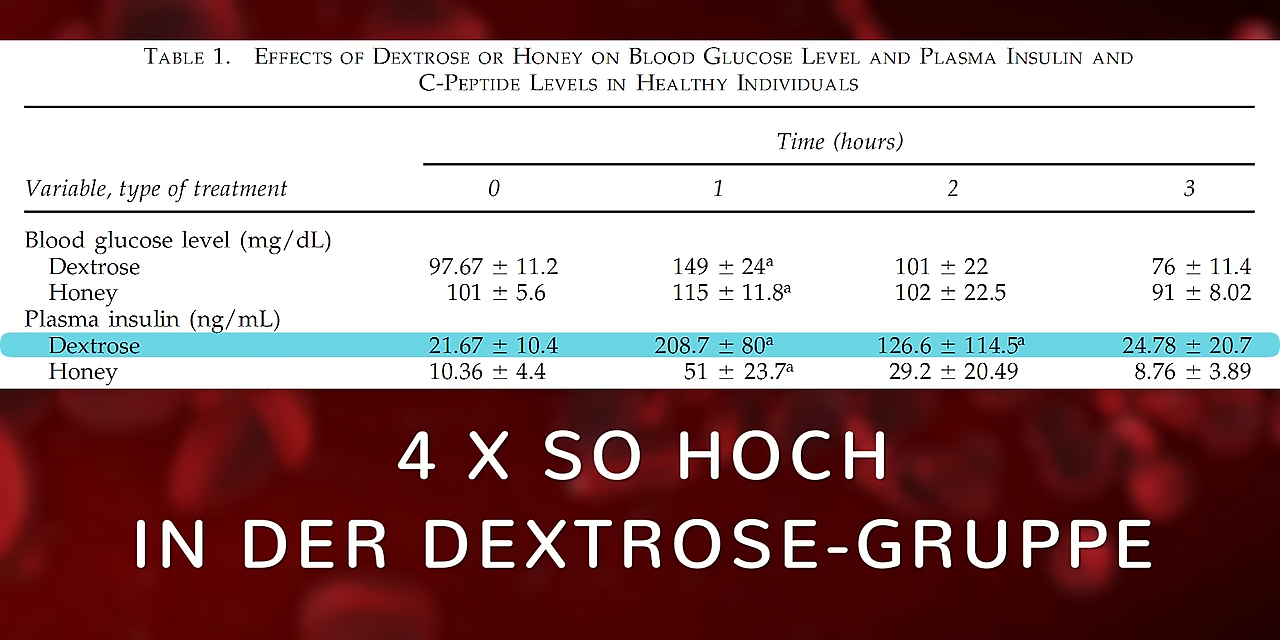 TABLE 1. EFFECTS OF DEXTROSE OR HONEY ON BLOOD GLUCOSE LEVEL AND PLASMA INSULIN AND
C-PEPTIDE LEVELS IN HEALTHY INDIVIDUALS
Time (hours)
Variable, type of treatment 0 1 2 3
Blood glucose level (mg/dL)
Dextrose 97.67 ± 11.2 149 ± 24ᵃ 101 ± 22 76 ± 11.4
Honey 101 ± 5.6 115 ± 11.8ᵃ 102 ± 22.5 91 ± 8.02
Plasma insulin (ng/mL)
Dextrose 21.67 ± 10.4 208.7 ± 80ᵃ 126.6 ± 114.5ᵃ 24.78 ± 20.7
Honey 10.36 ± 4.4 51 ± 23.7ᵃ 29.2 ± 20.49 8.76 ± 3.89
4 X SO HOCH
IN DER DEXTROSE-GRUPPE